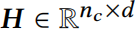 H ∈ ℝ^{n_c×d}